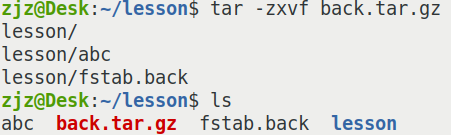 zjz@Desk:~/lesson$ tar -zxvf back.tar.gz
lesson/
lesson/abc
lesson/fstab.back
zjz@Desk:~/lesson$ ls
abc  back.tar.gz  fstab.back  lesson